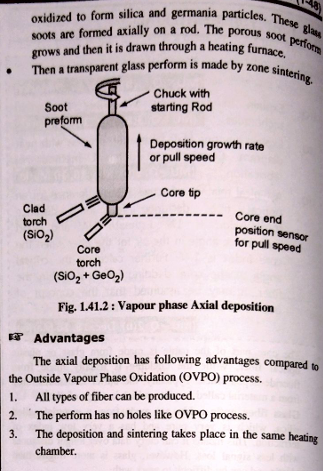 (1-48)
oxidized to form silica and germania particles. These glass
soots are formed axially on a rod. The porous soot perform
grows and then it is drawn through a heating furnace.
• Then a transparent glass perform is made by zone sintering.
Chuck with
starting Rod
Soot
preform
Deposition growth rate
or pull speed
Core tip
Clad
torch
(SiO₂)
Core end
position sensor
for pull speed
Core
torch
(SiO₂ + GeO₂)
Fig. 1.41.2 : Vapour phase Axial deposition
☞ Advantages
The axial deposition has following advantages compared to
the Outside Vapour Phase Oxidation (OVPO) process.
1. All types of fiber can be produced.
2. The perform has no holes like OVPO process.
3. The deposition and sintering takes place in the same heating
chamber.